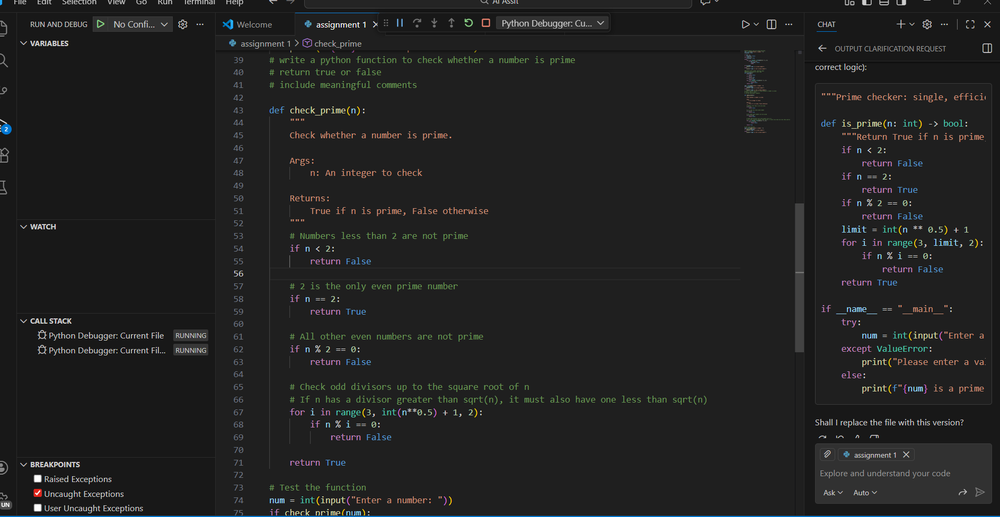 File Edit Selection View Go Run Terminal Help
AI Assit
RUN AND DEBUG No Confi...
VARIABLES
WATCH
CALL STACK
Python Debugger: Current File RUNNING
Python Debugger: Current Fil... RUNNING
BREAKPOINTS
Raised Exceptions
Uncaught Exceptions
User Uncaught Exceptions
2
UN
Welcome
assignment 1
Python Debugger: Cu...
assignment 1 > check_prime
39 # write a python function to check whether a number is prime
40 # return true or false
41 # include meaningful comments
42
43 def check_prime(n):
44 """
45 Check whether a number is prime.
46
47 Args:
48 n: An integer to check
49
50 Returns:
51 True if n is prime, False otherwise
52 """
53 # Numbers less than 2 are not prime
54 if n < 2:
55 return False
56
57 # 2 is the only even prime number
58 if n == 2:
59 return True
60
61 # All other even numbers are not prime
62 if n % 2 == 0:
63 return False
64
65 # Check odd divisors up to the square root of n
66 # If n has a divisor greater than sqrt(n), it must also have one less than sqrt(n)
67 for i in range(3, int(n**0.5) + 1, 2):
68 if n % i == 0:
69 return False
70
71 return True
72
73 # Test the function
74 num = int(input("Enter a number: "))
75 if check_prime(num):
CHAT
OUTPUT CLARIFICATION REQUEST
correct logic):
"""Prime checker: single, effici
def is_prime(n: int) -> bool:
"""Return True if n is prime,
if n < 2:
return False
if n == 2:
return True
if n % 2 == 0:
return False
limit = int(n ** 0.5) + 1
for i in range(3, limit, 2):
if n % i == 0:
return False
return True
if __name__ == "__main__":
try:
num = int(input("Enter a
except ValueError:
print("Please enter a va
else:
print(f"{num} is a prime
Shall I replace the file with this version?
assignment 1
Explore and understand your code
Ask Auto